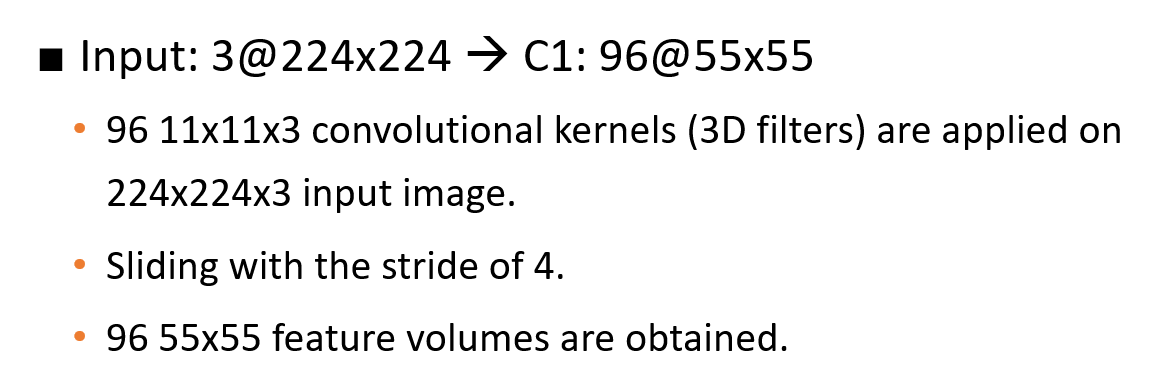 ■ Input: 3@224x224 → C1: 96@55x55
• 96 11x11x3 convolutional kernels (3D filters) are applied on
224x224x3 input image.
• Sliding with the stride of 4.
• 96 55x55 feature volumes are obtained.